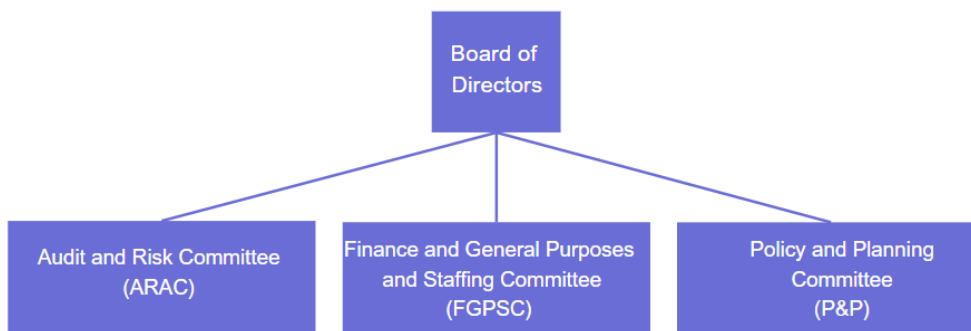 Board of
Directors
Audit and Risk Committee
(ARAC)
Finance and General Purposes
and Staffing Committee
(FGPSC)
Policy and Planning
Committee
(P&P)